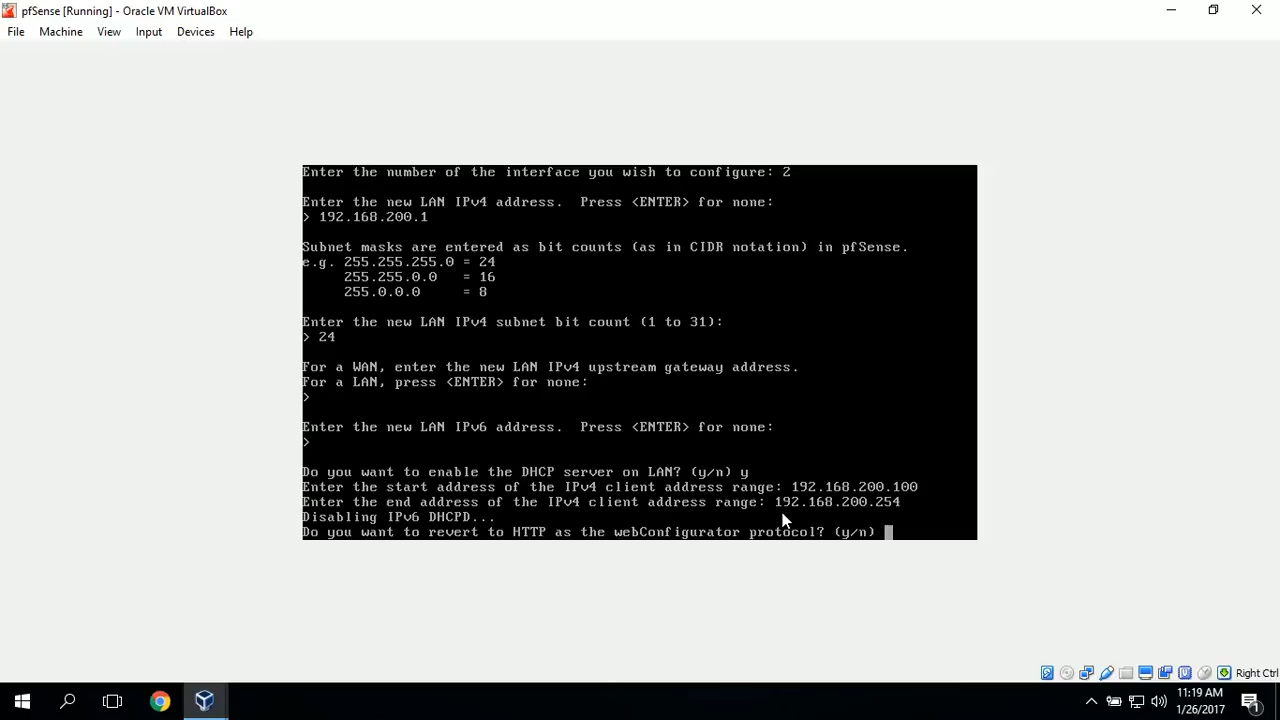 pfSense [Running] - Oracle VM VirtualBox
File Machine View Input Devices Help
Enter the number of the interface you wish to configure: 2
Enter the new LAN IPv4 address.  Press <ENTER> for none:
> 192.168.200.1
Subnet masks are entered as bit counts (as in CIDR notation) in pfSense.
e.g. 255.255.255.0 = 24
     255.255.0.0   = 16
     255.0.0.0     = 8
Enter the new LAN IPv4 subnet bit count (1 to 31):
> 24
For a WAN, enter the new LAN IPv4 upstream gateway address.
For a LAN, press <ENTER> for none:
>
Enter the new LAN IPv6 address.  Press <ENTER> for none:
>
Do you want to enable the DHCP server on LAN? (y/n) y
Enter the start address of the IPv4 client address range: 192.168.200.100
Enter the end address of the IPv4 client address range: 192.168.200.254
Disabling IPv6 DHCPD...
Do you want to revert to HTTP as the webConfigurator protocol? (y/n)
Right Ctrl
11:19 AM
1/26/2017
1